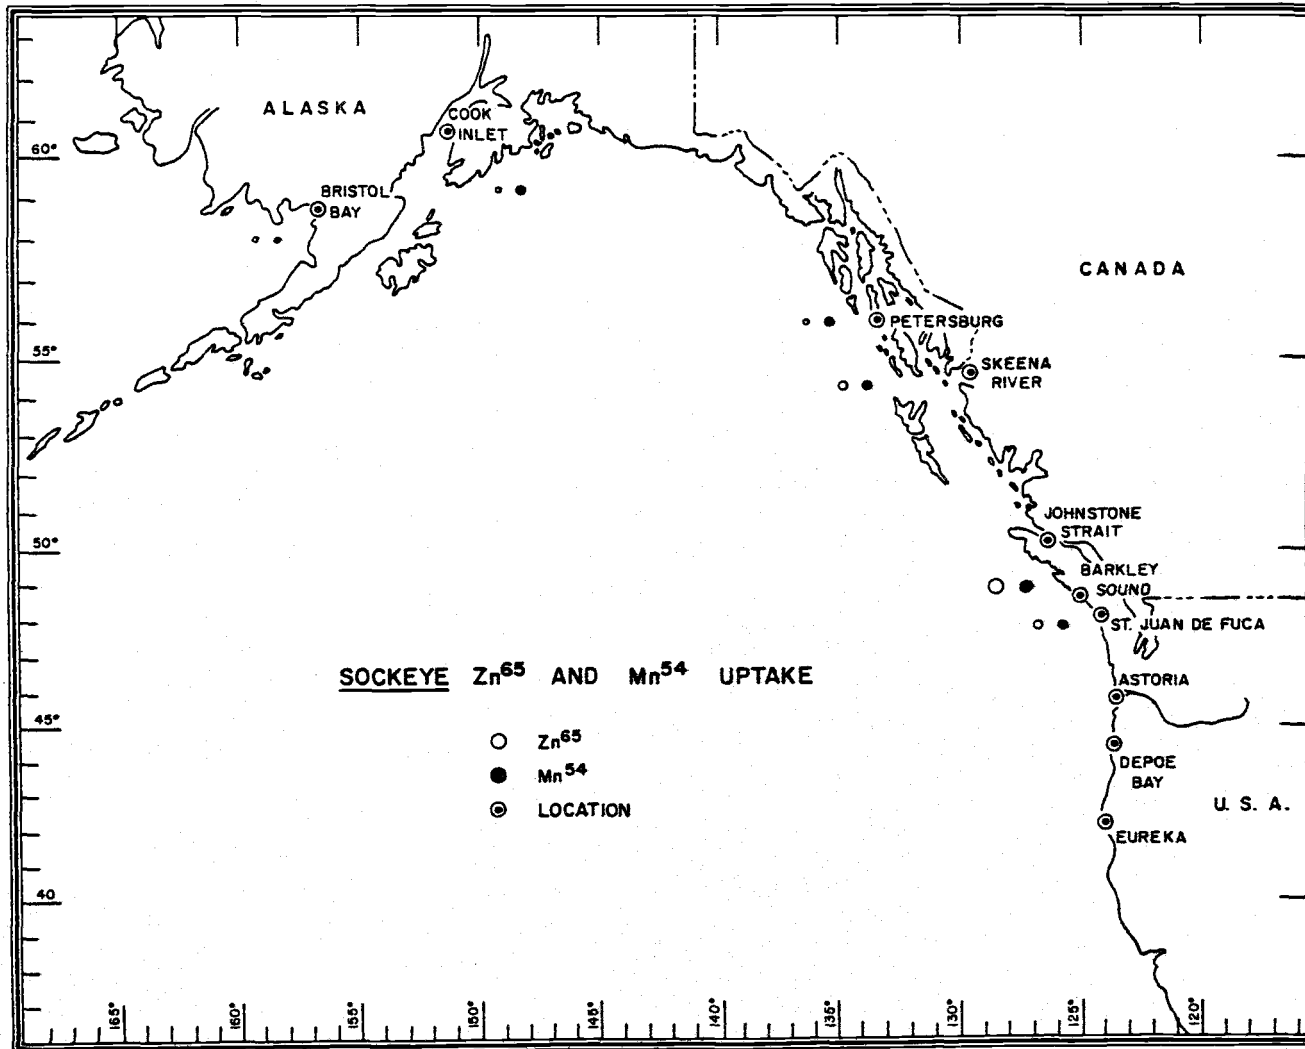 ALASKA
COOK
INLET
60°
BRISTOL
BAY
CANADA
PETERSBURG
55°
SKEENA
RIVER
JOHNSTONE
STRAIT
50°
BARKLEY
SOUND
ST. JUAN DE FUCA
SOCKEYE Zn65 AND Mn54 UPTAKE
ASTORIA
45°
Zn65
DEPOE
BAY
Mn54
U. S. A.
LOCATION
EUREKA
40
165°
160°
155°
150°
145°
140°
135°
130°
125°
120°